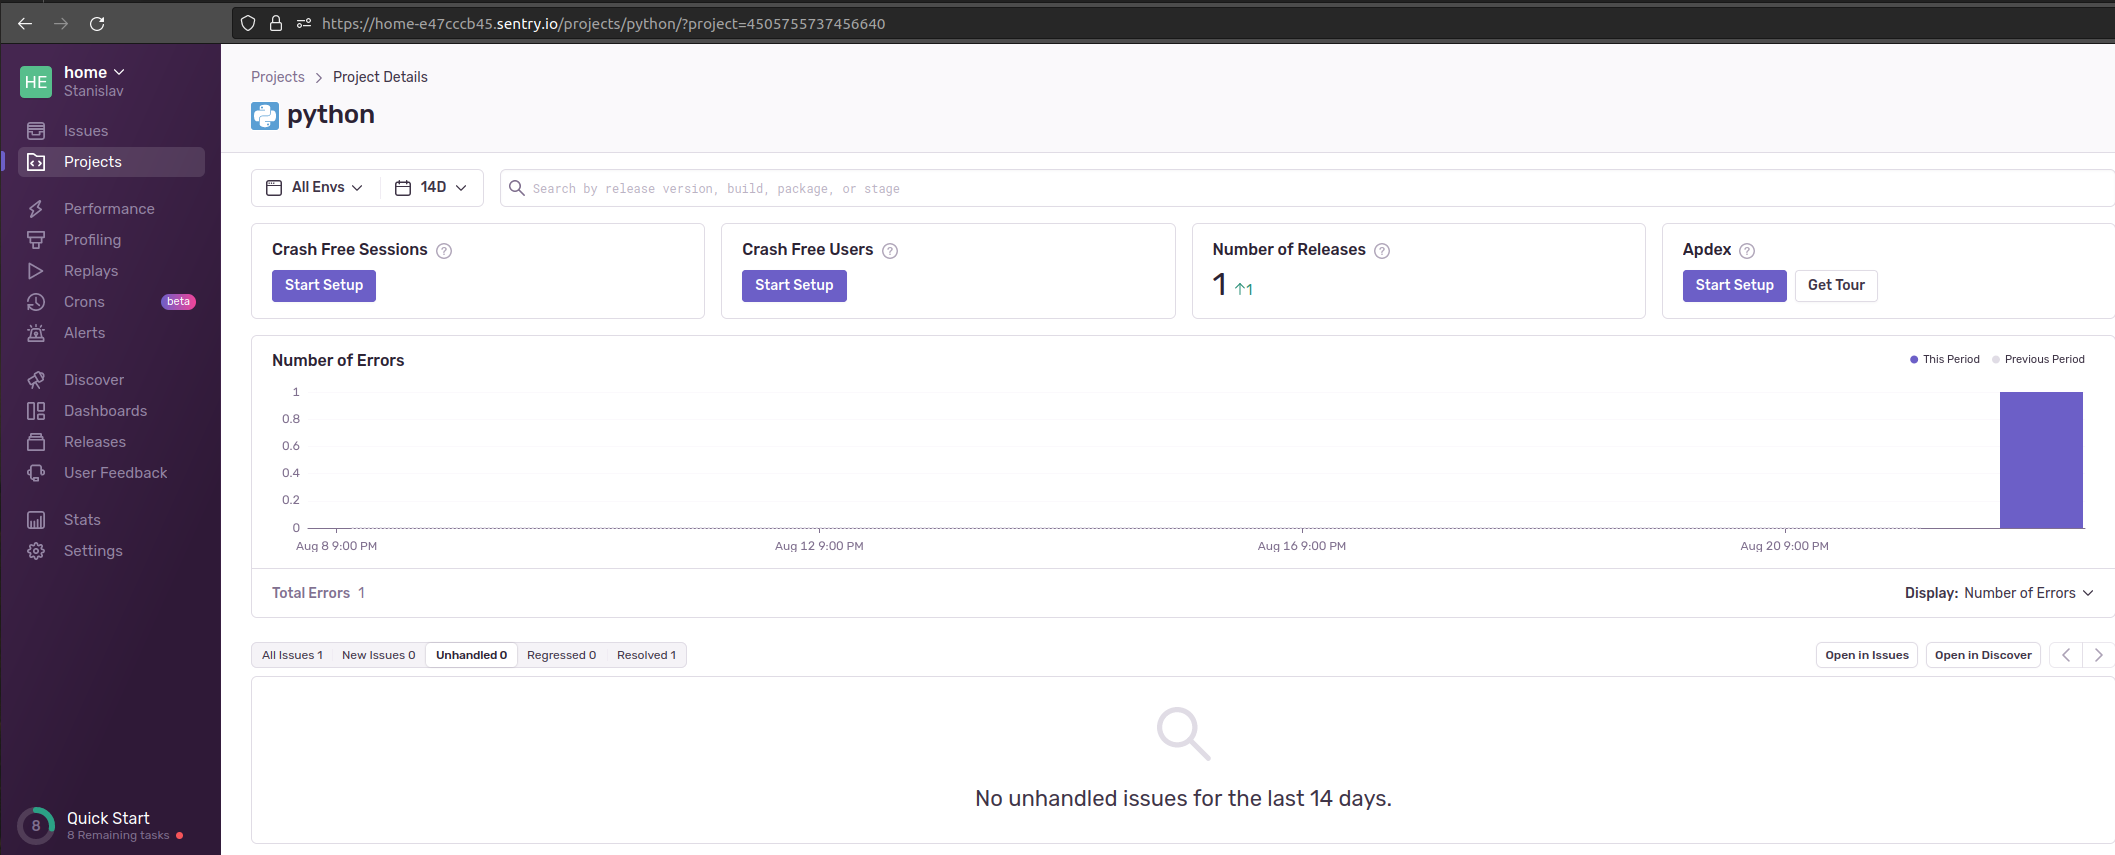 https://home-e47cccb45.sentry.io/projects/python/?project=4505755737456640
HE
home
Stanislav
Issues
Projects
Performance
Profiling
Replays
Crons beta
Alerts
Discover
Dashboards
Releases
User Feedback
Stats
Settings
8
Quick Start
8 Remaining tasks
Projects > Project Details
python
All Envs 14D Search by release version, build, package, or stage
Crash Free Sessions ?
Start Setup
Crash Free Users ?
Start Setup
Number of Releases ?
1 ↑1
Apdex ?
Start Setup Get Tour
Number of Errors This Period Previous Period
1
0.8
0.6
0.4
0.2
0
Aug 8 9:00 PM Aug 12 9:00 PM Aug 16 9:00 PM Aug 20 9:00 PM
Total Errors 1 Display: Number of Errors
All Issues 1 New Issues 0 Unhandled 0 Regressed 0 Resolved 1 Open in Issues Open in Discover
No unhandled issues for the last 14 days.